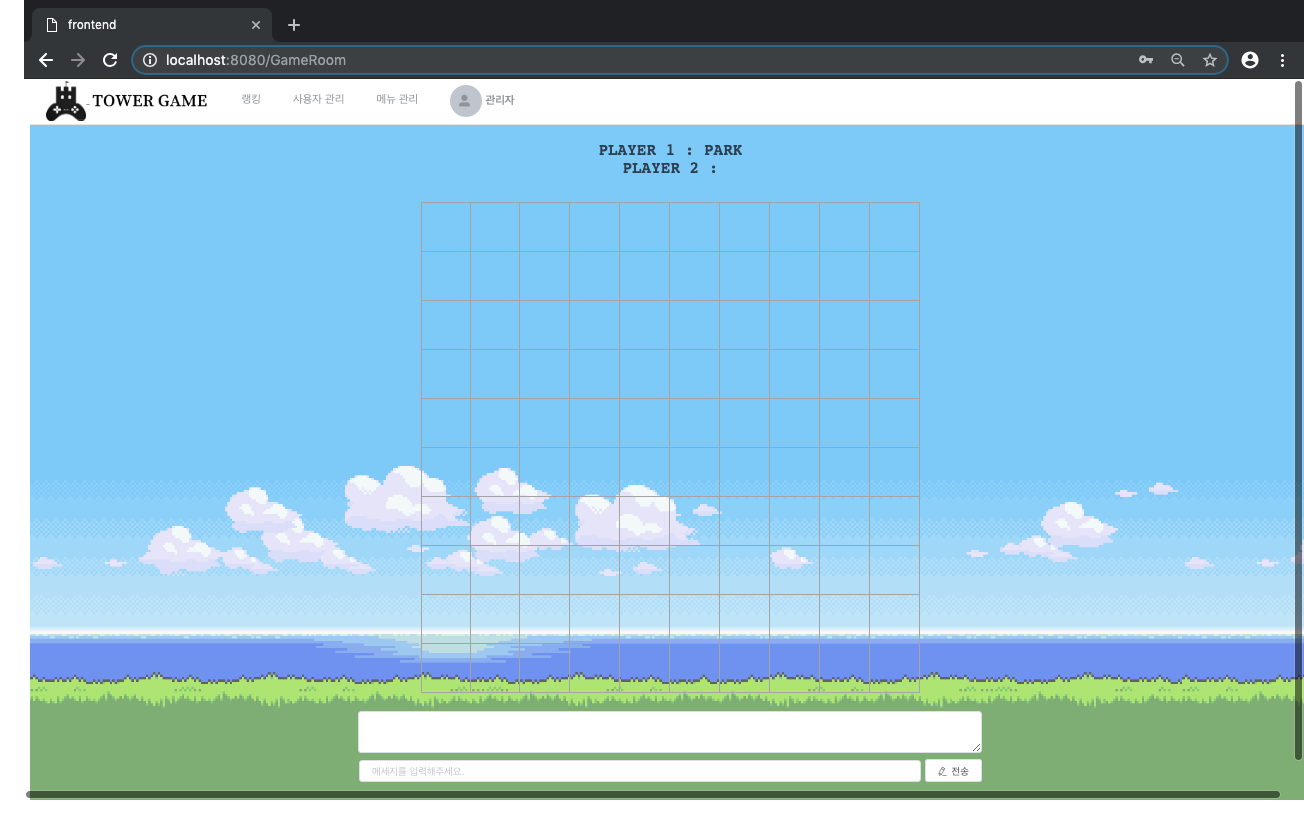 frontend
localhost:8080/GameRoom
TOWER GAME
랭킹
사용자 관리
메뉴 관리
관리자
PLAYER 1 : PARK
PLAYER 2 :
메세지를 입력해주세요.
전송